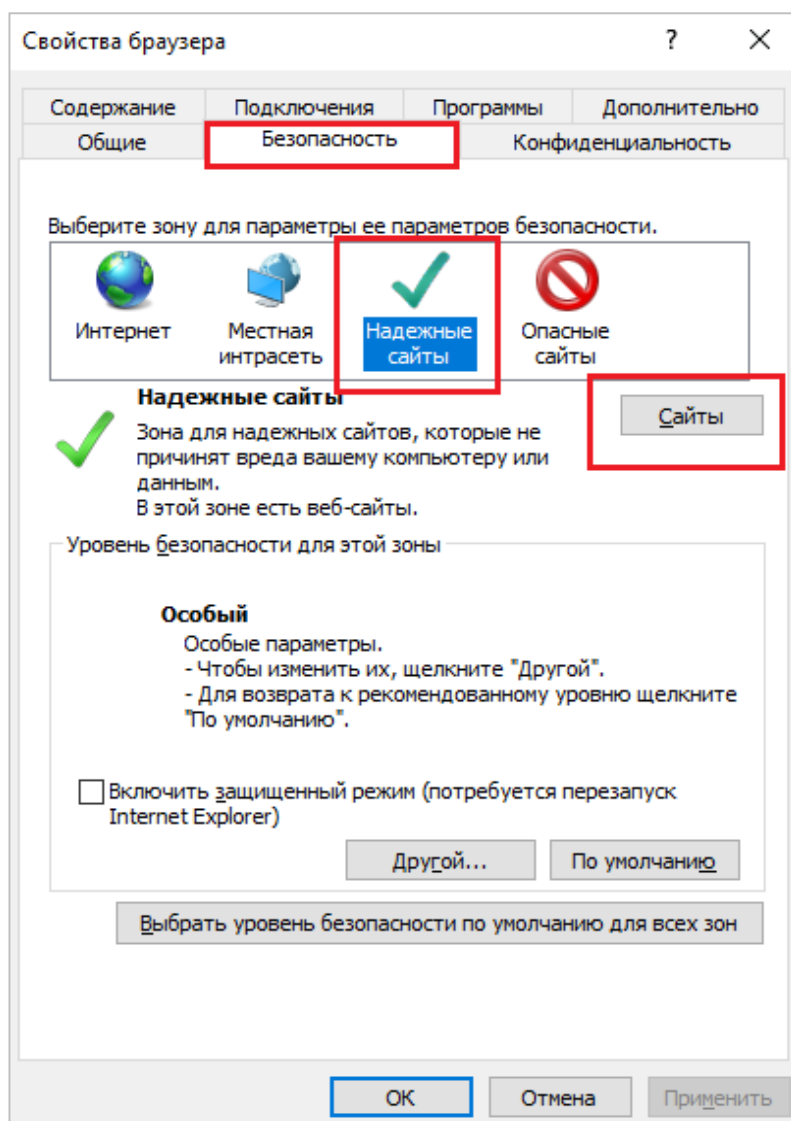 Свойства браузера
?
Содержание Подключения Программы Дополнительно
Общие Безопасность Конфиденциальность
Выберите зону для параметры ее параметров безопасности.
Интернет
Местная
интрасеть
Надежные
сайты
Опасные
сайты
Надежные сайты
Сайты
Зона для надежных сайтов, которые не
причинят вреда вашему компьютеру или
данным.
В этой зоне есть веб-сайты.
Уровень безопасности для этой зоны
Особый
Особые параметры.
- Чтобы изменить их, щелкните "Другой".
- Для возврата к рекомендованному уровню щелкните
"По умолчанию".
Включить защищенный режим (потребуется перезапуск
Internet Explorer)
Другой... По умолчанию
Выбрать уровень безопасности по умолчанию для всех зон
ОК Отмена Применить